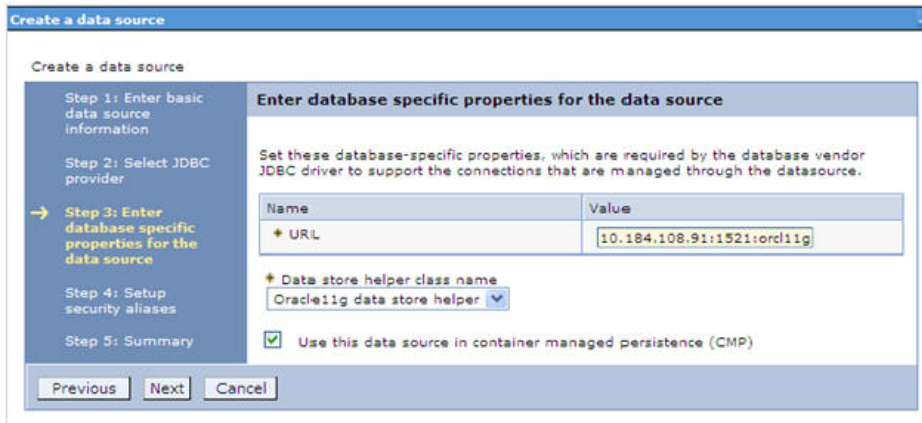 Create a data source
Create a data source
Step 1: Enter basic
data source
information
Step 2: Select JDBC
provider
Step 3: Enter
database specific
properties for the
data source
Step 4: Setup
security aliases
Step 5: Summary
Enter database specific properties for the data source
Set these database-specific properties, which are required by the database vendor
JDBC driver to support the connections that are managed through the datasource.
Name Value
* URL 10.184.108.91:1521:orcl11g
* Data store helper class name
Oracle11g data store helper
Use this data source in container managed persistence (CMP)
Previous Next Cancel